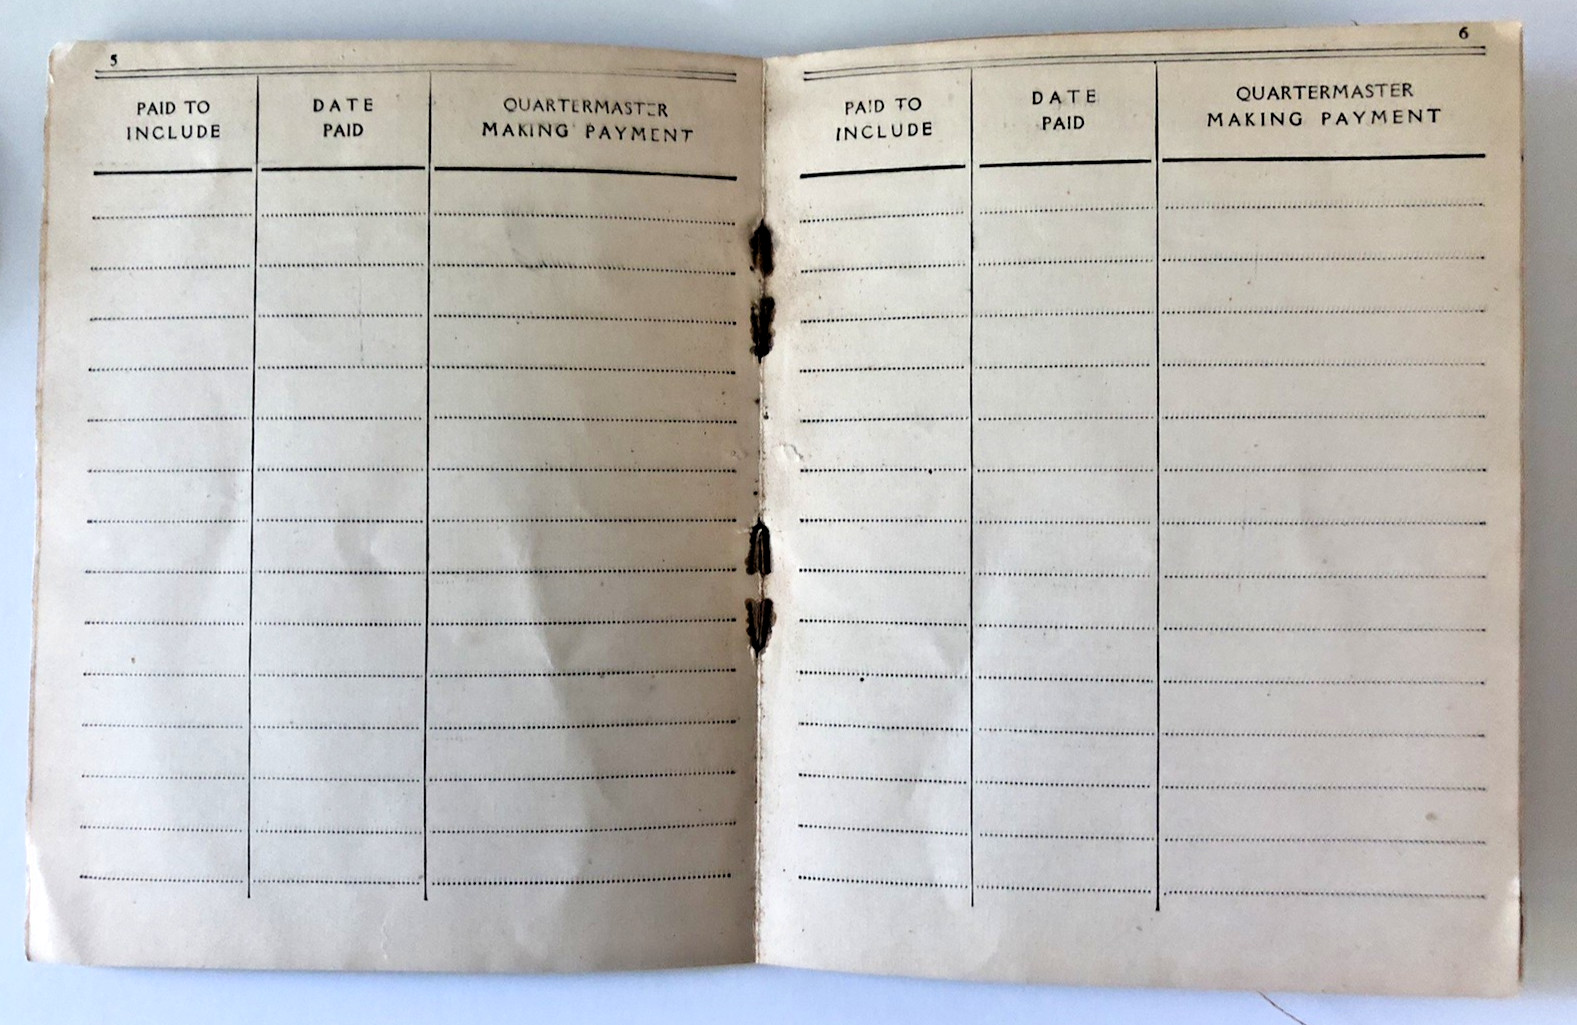 5
PAID TO
INCLUDE
DATE
PAID
QUARTERMASTER
MAKING PAYMENT
6
PAID TO
INCLUDE
DATE
PAID
QUARTERMASTER
MAKING PAYMENT